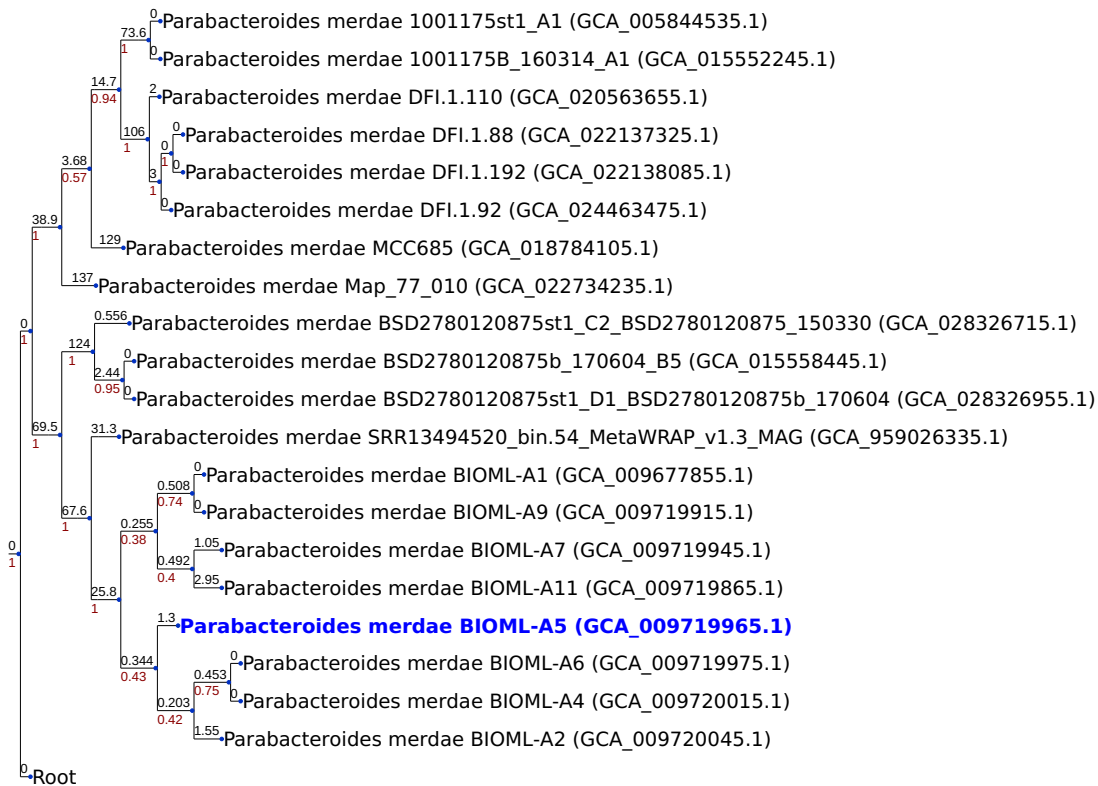 0
Parabacteroides merdae 1001175st1_A1 (GCA_005844535.1)
73.6
1
0
Parabacteroides merdae 1001175B_160314_A1 (GCA_015552245.1)
14.7
0.94
2
Parabacteroides merdae DFI.1.110 (GCA_020563655.1)
106
1
0
Parabacteroides merdae DFI.1.88 (GCA_022137325.1)
0
1
0
Parabacteroides merdae DFI.1.192 (GCA_022138085.1)
3
1
0
Parabacteroides merdae DFI.1.92 (GCA_024463475.1)
3.68
0.57
129
Parabacteroides merdae MCC685 (GCA_018784105.1)
38.9
1
137
Parabacteroides merdae Map_77_010 (GCA_022734235.1)
0
1
0.556
Parabacteroides merdae BSD2780120875st1_C2_BSD2780120875_150330 (GCA_028326715.1)
124
1
0
Parabacteroides merdae BSD2780120875b_170604_B5 (GCA_015558445.1)
2.44
0.95
0
Parabacteroides merdae BSD2780120875st1_D1_BSD2780120875b_170604 (GCA_028326955.1)
69.5
1
31.3
Parabacteroides merdae SRR13494520_bin.54_MetaWRAP_v1.3_MAG (GCA_959026335.1)
67.6
1
0
Parabacteroides merdae BIOML-A1 (GCA_009677855.1)
0.508
0.74
0
Parabacteroides merdae BIOML-A9 (GCA_009719915.1)
0.255
0.38
1.05
Parabacteroides merdae BIOML-A7 (GCA_009719945.1)
0.492
0.4
2.95
Parabacteroides merdae BIOML-A11 (GCA_009719865.1)
0
1
25.8
1
1.3
Parabacteroides merdae BIOML-A5 (GCA_009719965.1)
0.344
0.43
0
Parabacteroides merdae BIOML-A6 (GCA_009719975.1)
0.453
0.75
0
Parabacteroides merdae BIOML-A4 (GCA_009720015.1)
0.203
0.42
1.55
Parabacteroides merdae BIOML-A2 (GCA_009720045.1)
0
Root